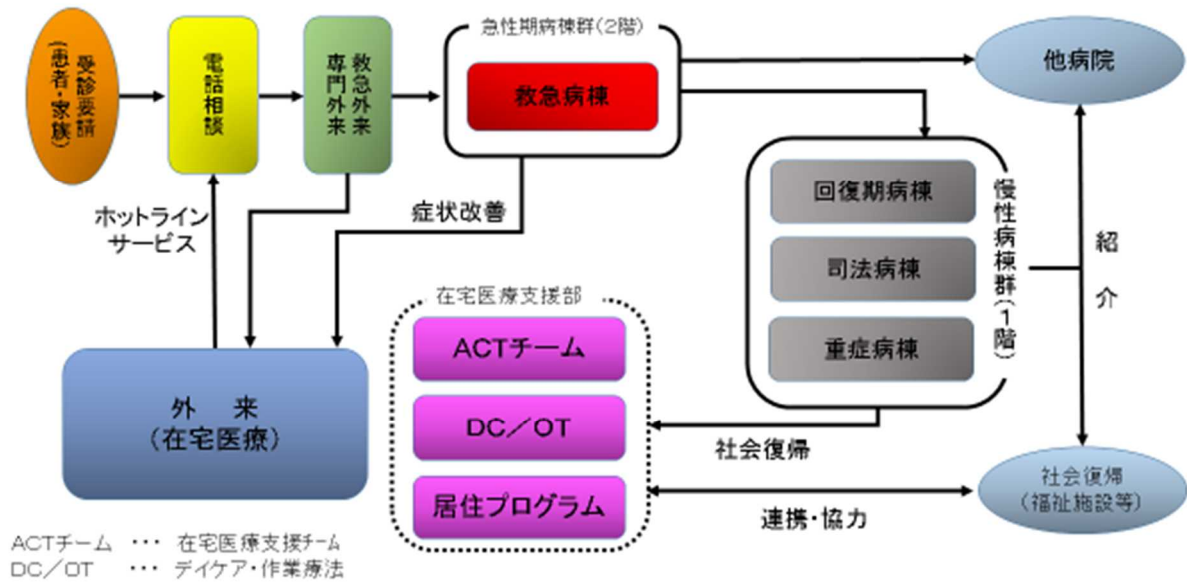 受診要請
(患者・家族)
電話相談
救急外来
専門外来
急性期病棟群(2階)
救急病棟
他病院
回復期病棟
司法病棟
重症病棟
慢性病棟群(1階)
紹　介
ホットライン
サービス
症状改善
外　来
(在宅医療)
在宅医療支援部
ACTチーム
DC／OT
居住プログラム
社会復帰
連携・協力
社会復帰
(福祉施設等)
ACTチーム　…　在宅医療支援チーム
DC／OT　…　デイケア・作業療法